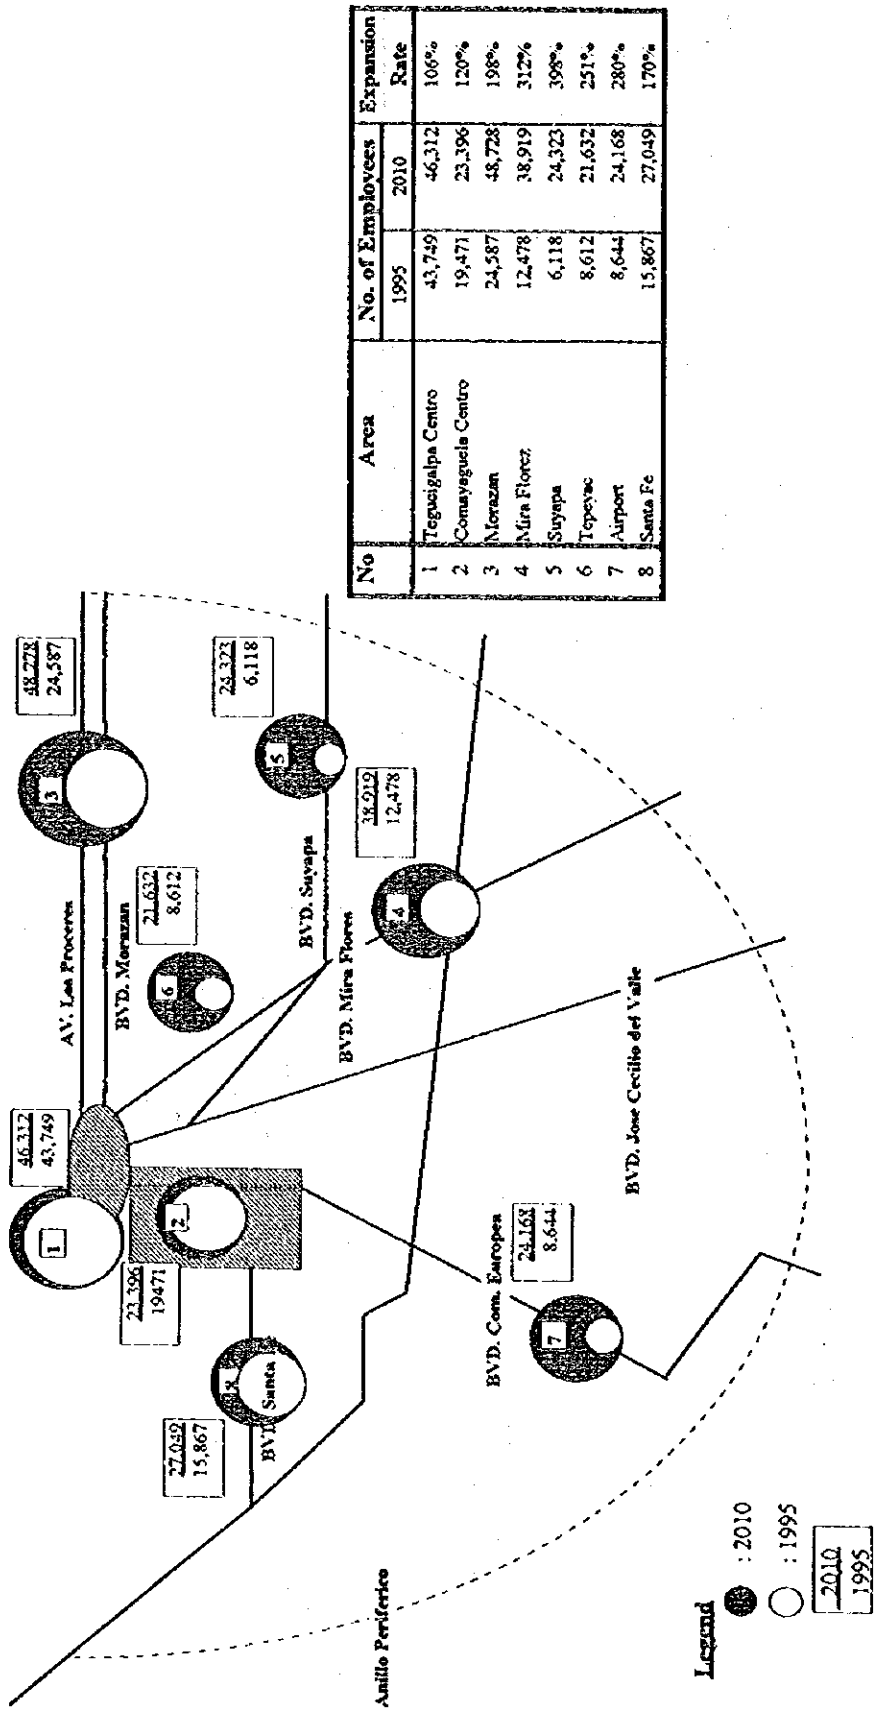 48,778
24,587
3
AV. Los Proceres
BVD. Morazan
21,632
8,612
6
24,323
6,118
5
BVD. Suyapa
38,919
12,478
4
BVD. Mira Flores
46,312
43,749
1
23,396
19471
2
27,049
15,867
8
BVD. Santa
BVD. Com. Europea
24,168
8,644
7
BVD. Jose Cecilio del Valle
Anillo Periferico
Legend
: 2010
: 1995
2010
1995
No Area No. of Employees Expansion Rate
1995 2010
1 Tegucigalpa Centro 43,749 46,312 106%
2 Comayaguela Centro 19,471 23,396 120%
3 Morazan 24,587 48,728 198%
4 Mira Florez 12,478 38,919 312%
5 Suyapa 6,118 24,323 398%
6 Tepeyac 8,612 21,632 251%
7 Airport 8,644 24,168 280%
8 Santa Fe 15,867 27,049 170%